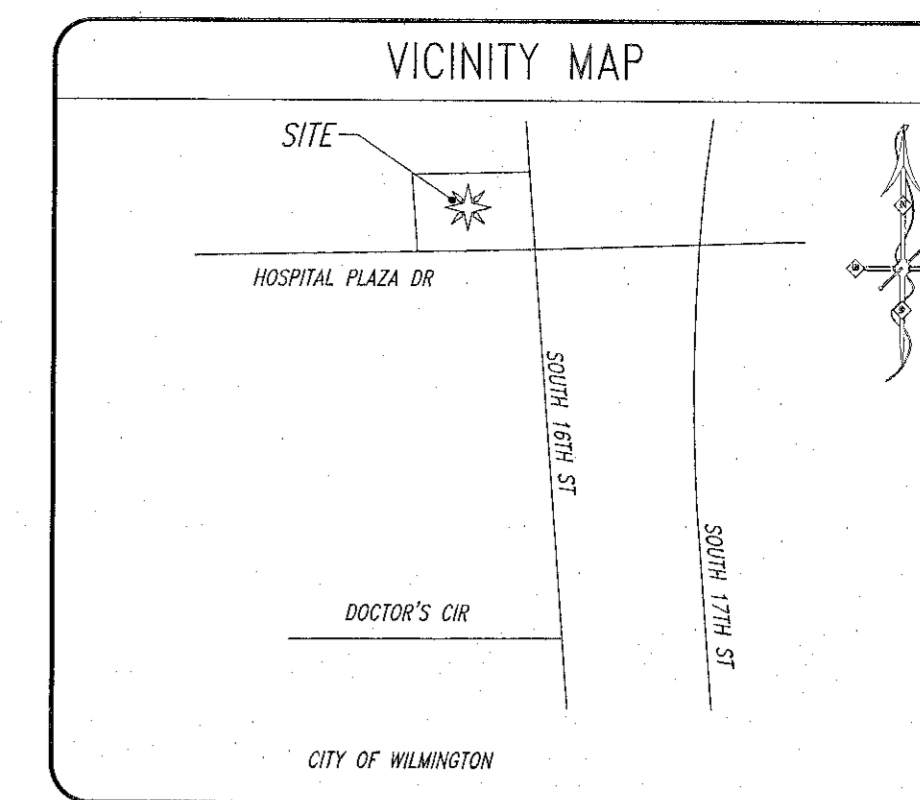 VICINITY MAP
SITE
HOSPITAL PLAZA DR
SOUTH 16TH ST
SOUTH 17TH ST
DOCTOR'S CIR
CITY OF WILMINGTON